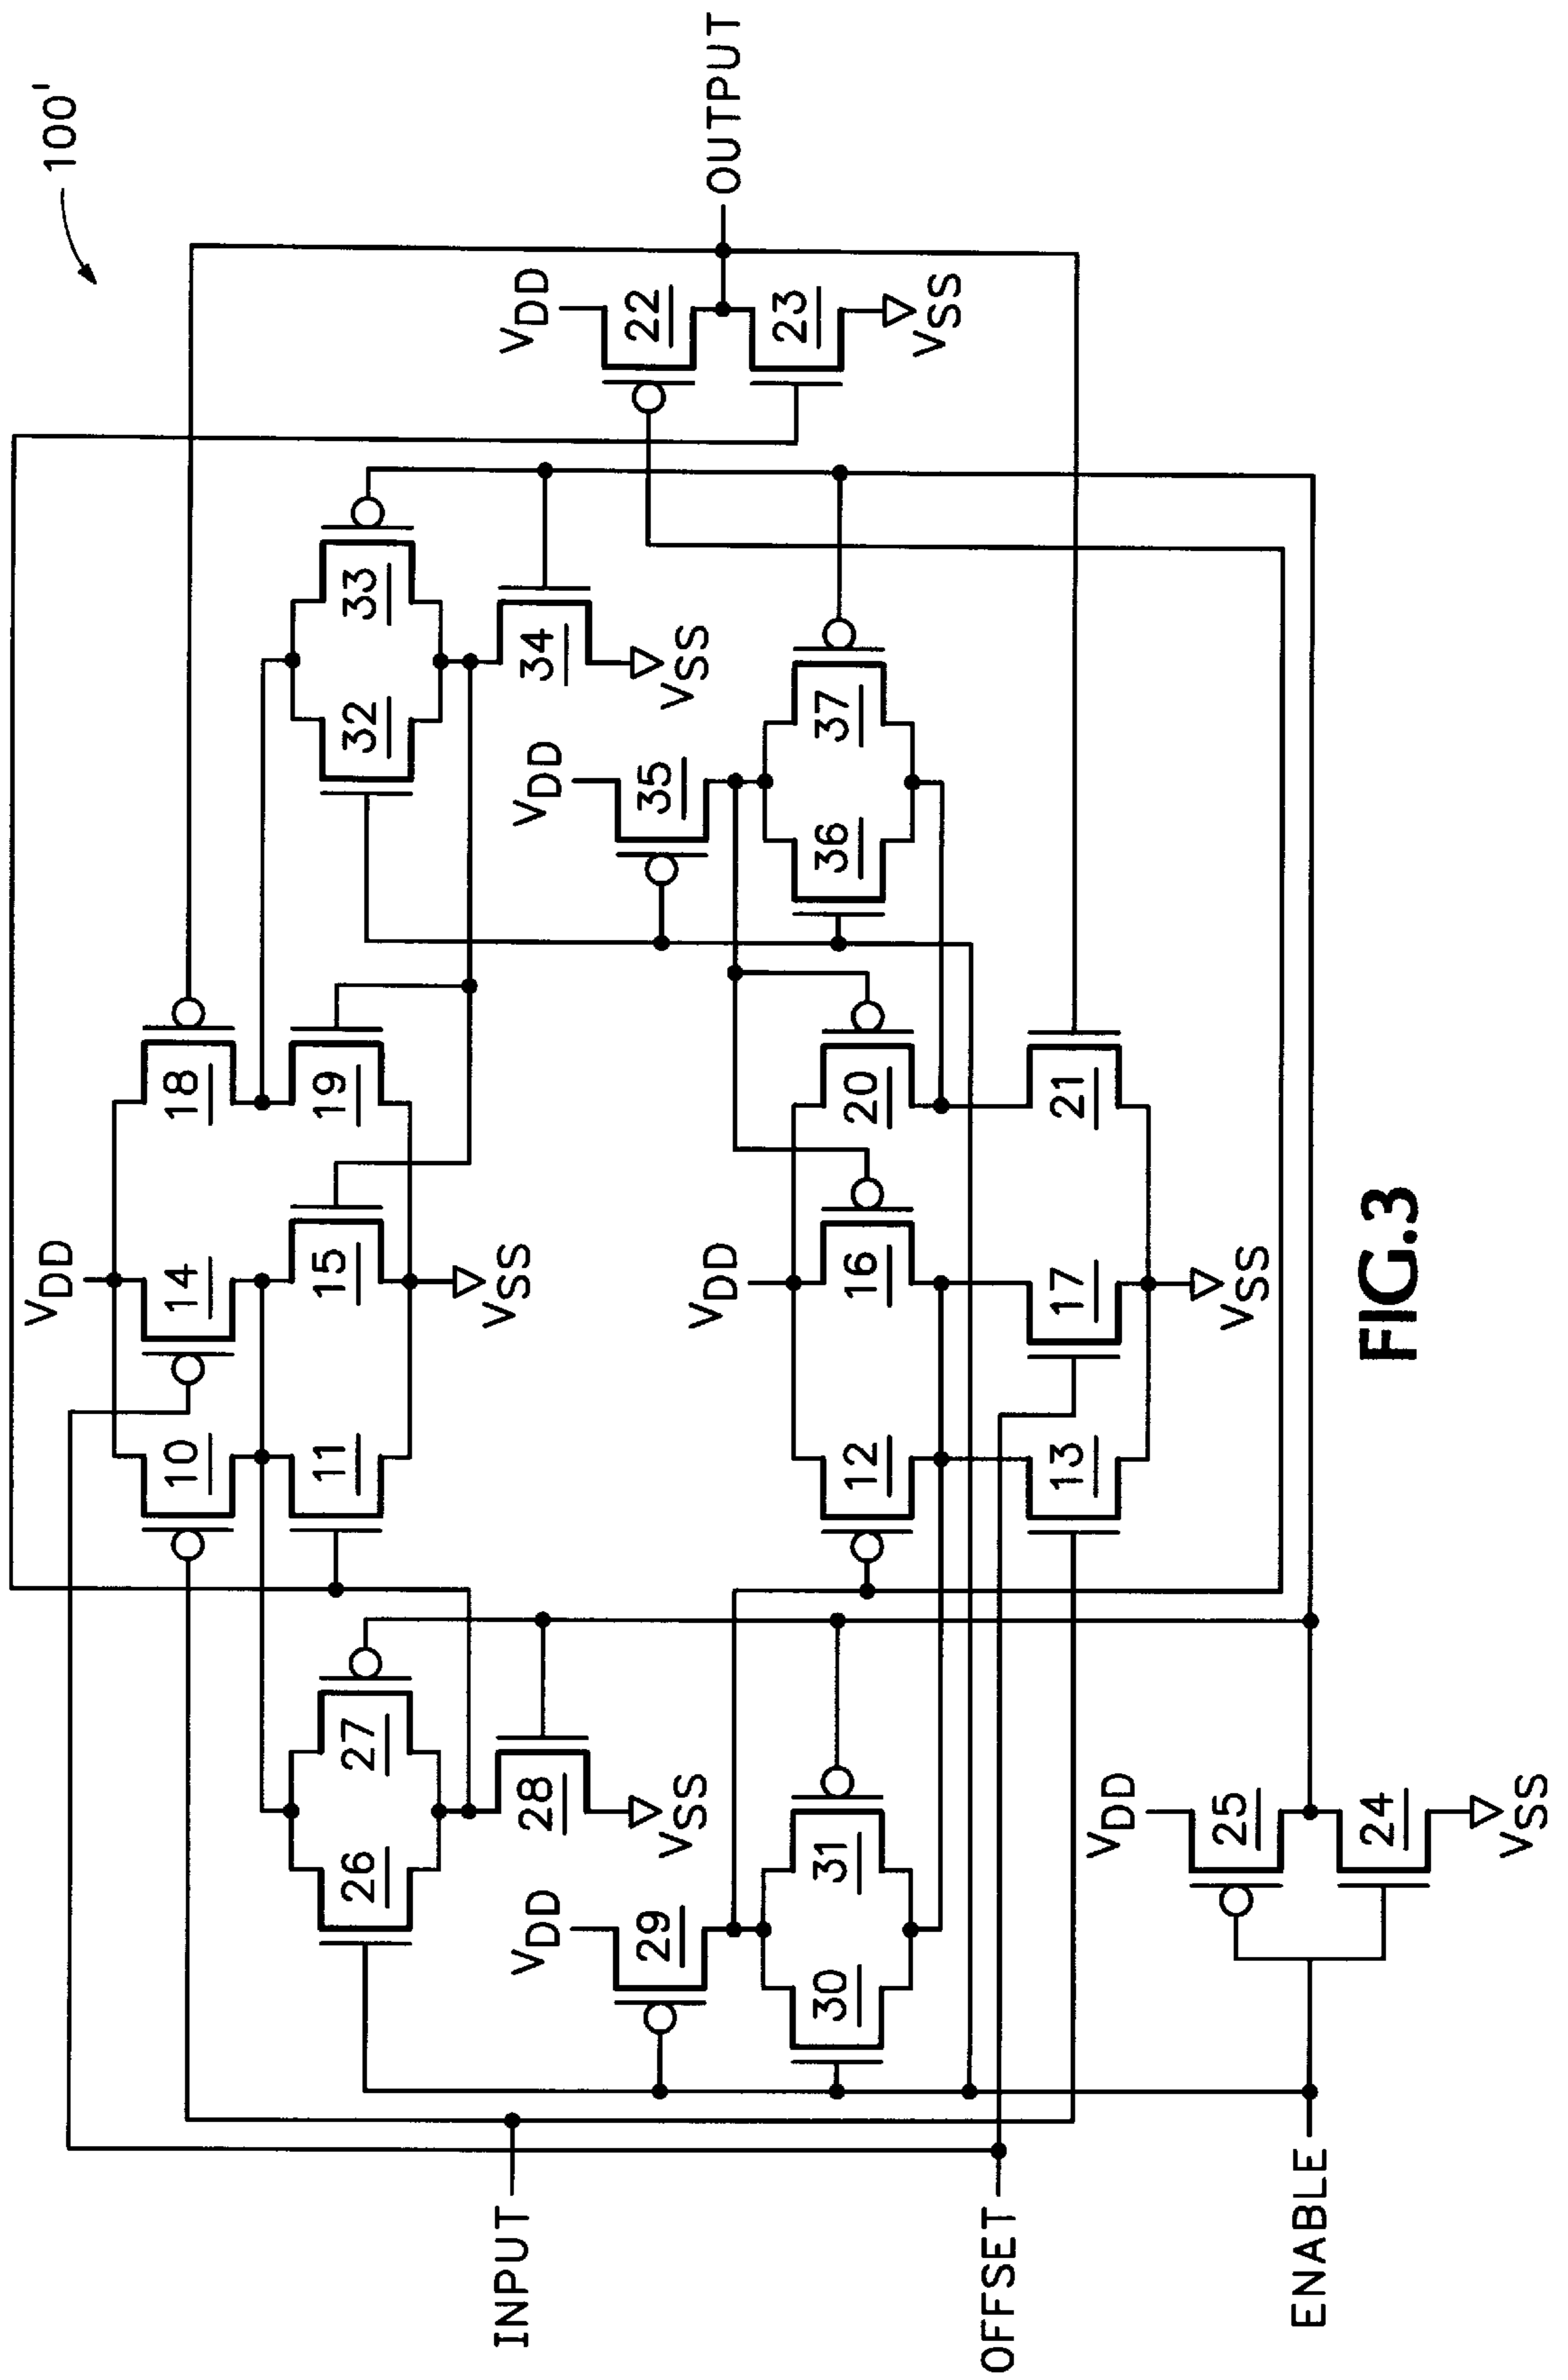 100'
VDD
10
14
18
11
15
19
VSS
26
27
32
33
28
VSS
34
VSS
INPUT
VDD
29
VDD
35
VDD
22
OUTPUT
23
VSS
30
31
36
37
VDD
12
16
20
13
17
21
VSS
OFFSET
VDD
25
24
VSS
ENABLE
FIG.3